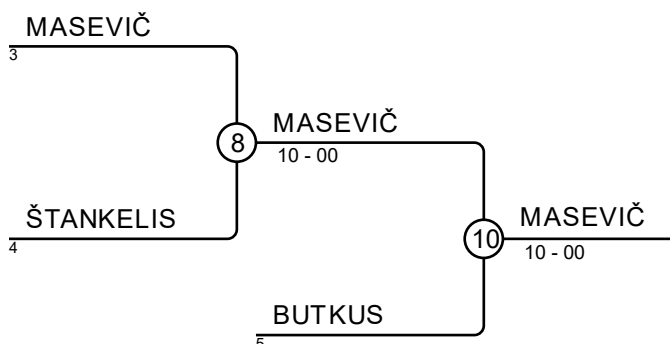 MASEVIČ
3
8
MASEVIČ
10 - 00
ŠTANKELIS
4
10
MASEVIČ
10 - 00
BUTKUS
5